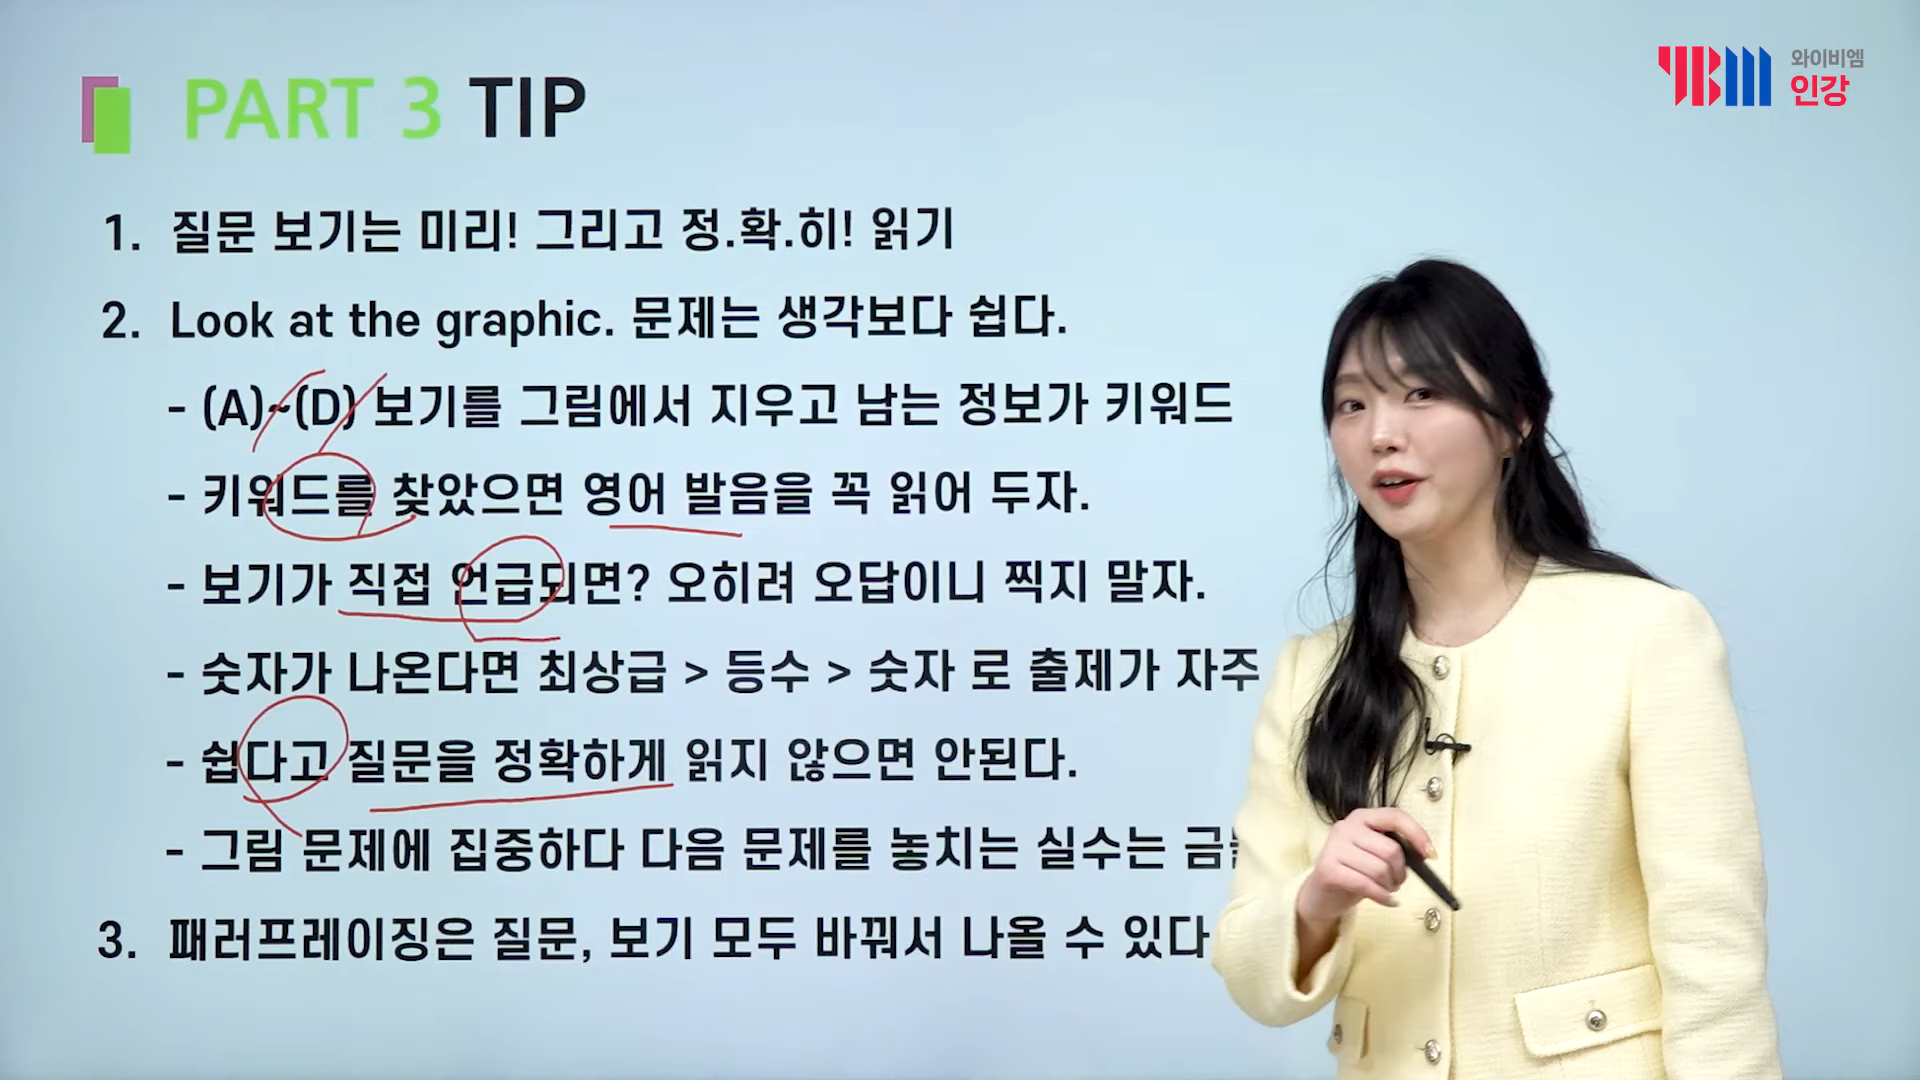 와이비엠
YBM 인강
PART 3 TIP
1. 질문 보기는 미리! 그리고 정.확.히! 읽기
2. Look at the graphic. 문제는 생각보다 쉽다.
- (A)~(D) 보기를 그림에서 지우고 남는 정보가 키워드
- 키워드를 찾았으면 영어 발음을 꼭 읽어 두자.
- 보기가 직접 언급되면? 오히려 오답이니 찍지 말자.
- 숫자가 나온다면 최상급 > 등수 > 숫자 로 출제가 자주
- 쉽다고 질문을 정확하게 읽지 않으면 안된다.
- 그림 문제에 집중하다 다음 문제를 놓치는 실수는
3. 패러프레이징은 질문, 보기 모두 바꿔서 나올 수 있다